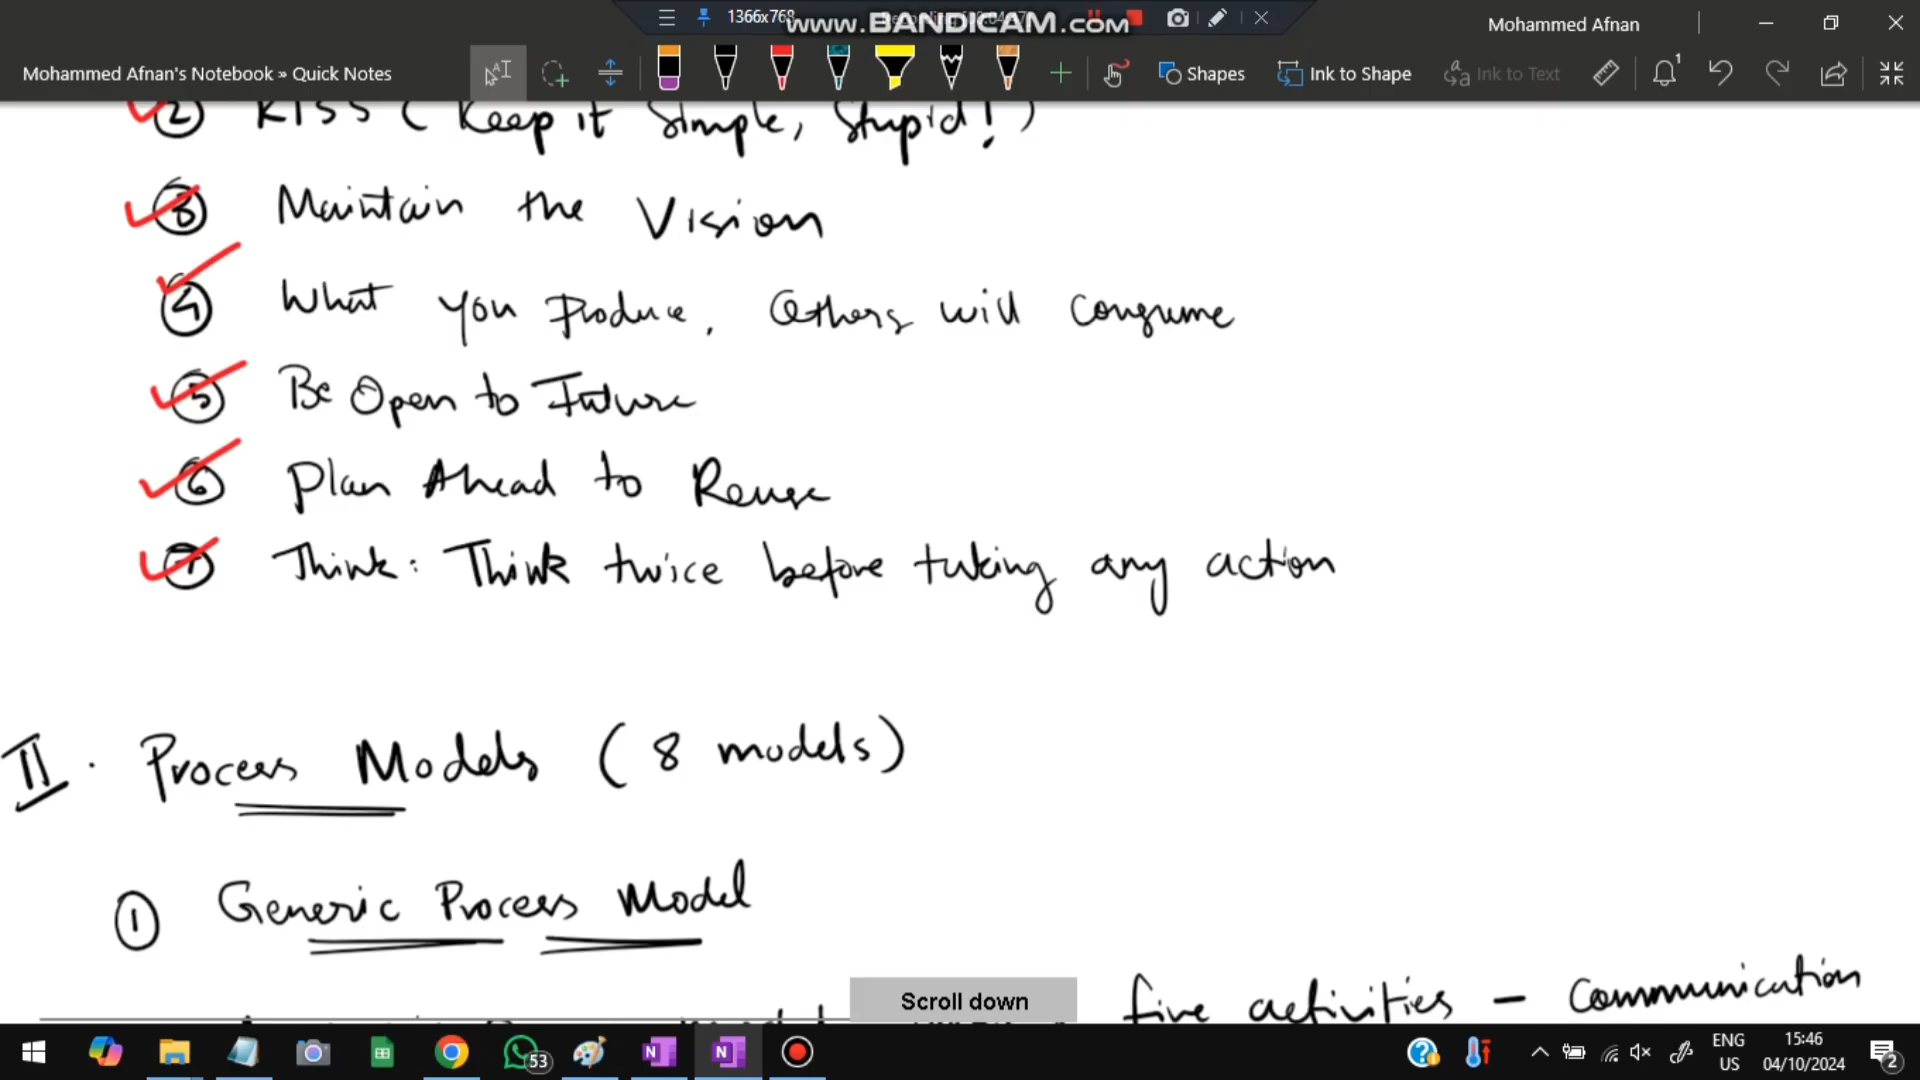 1366x768
www.BANDICAM.com
Mohammed Afnan
Mohammed Afnan's Notebook » Quick Notes
Shapes
Ink to Shape
Ink to Text
1
② KISS ( Keep it Simple, Stupid! )
③ Maintain the Vision
④ What you Produce, Others will Consume
⑤ Be Open to Future
⑥ Plan Ahead to Reuse
⑦ Think: Think twice before taking any action
II. Process Models ( 8 models )
① Generic Process Model
five activities - Communication
Scroll down
53
ENG
US
15:46
04/10/2024
2